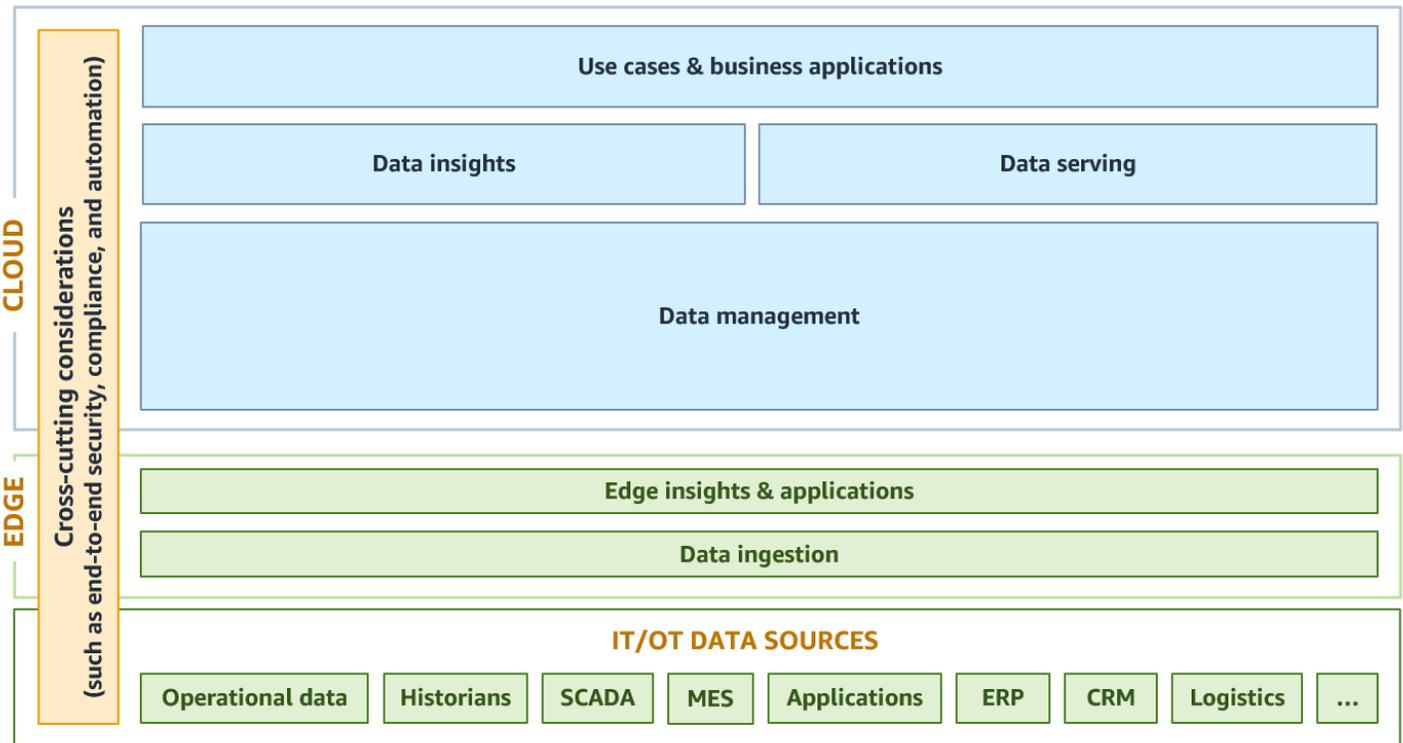 CLOUD
Cross-cutting considerations
(such as end-to-end security, compliance, and automation)
Use cases & business applications
Data insights
Data serving
Data management
EDGE
Edge insights & applications
Data ingestion
IT/OT DATA SOURCES
Operational data
Historians
SCADA
MES
Applications
ERP
CRM
Logistics
...